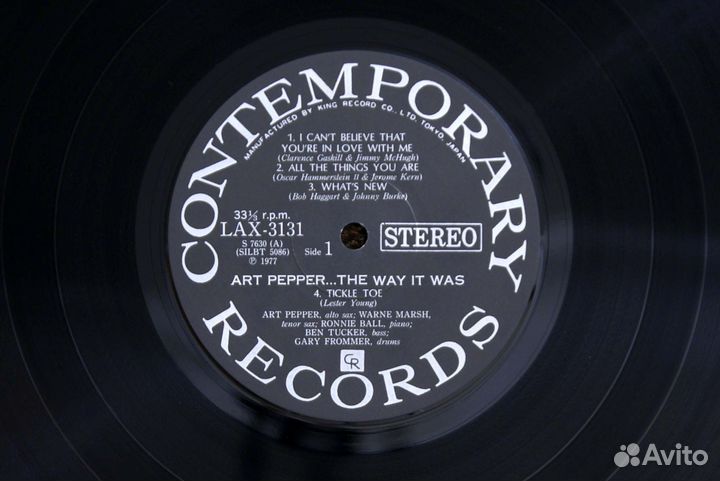 CONTEMPORARY
MANUFACTURED BY KING RECORD CO., LTD. TOKYO, JAPAN
1. I CAN'T BELIEVE THAT
YOU'RE IN LOVE WITH ME
(Clarence Gaskill & Jimmy McHugh)
2. ALL THE THINGS YOU ARE
(Oscar Hammerstein II & Jerome Kern)
3. WHAT'S NEW
(Bob Haggart & Johnny Burke)
33⅓ r.p.m.
LAX-3131
S 7630 (A)
(SILBT 5086)
℗ 1977
Side 1
STEREO
ART PEPPER...THE WAY IT WAS
4. TICKLE TOE
(Lester Young)
ART PEPPER, alto sax; WARNE MARSH,
tenor sax; RONNIE BALL, piano;
BEN TUCKER, bass;
GARY FROMMER, drums
CR
RECORDS
Avito